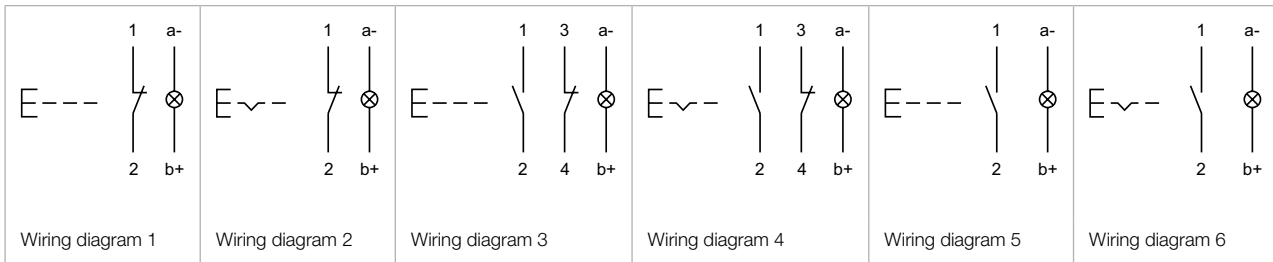 1 a-
2 b+
Wiring diagram 1
1 a-
2 b+
Wiring diagram 2
1 3 a-
2 4 b+
Wiring diagram 3
1 3 a-
2 4 b+
Wiring diagram 4
1 a-
2 b+
Wiring diagram 5
1 a-
2 b+
Wiring diagram 6